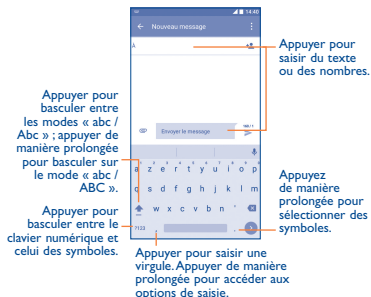 14:46
Nouveau message
À
Appuyer pour
saisir du texte
ou des nombres.
Envoyer le message
Appuyer pour
basculer entre
les modes « abc /
Abc » ; appuyer de
manière prolongée
pour basculer sur
le mode « abc /
ABC ».
a z e r t y u i o p
q s d f g h j k l m
w x c v b n '
?123 , .
Appuyez
de manière
prolongée pour
sélectionner des
symboles.
Appuyer pour
basculer entre le
clavier numérique et
celui des symboles.
Appuyer pour saisir une
virgule. Appuyer de manière
prolongée pour accéder aux
options de saisie.